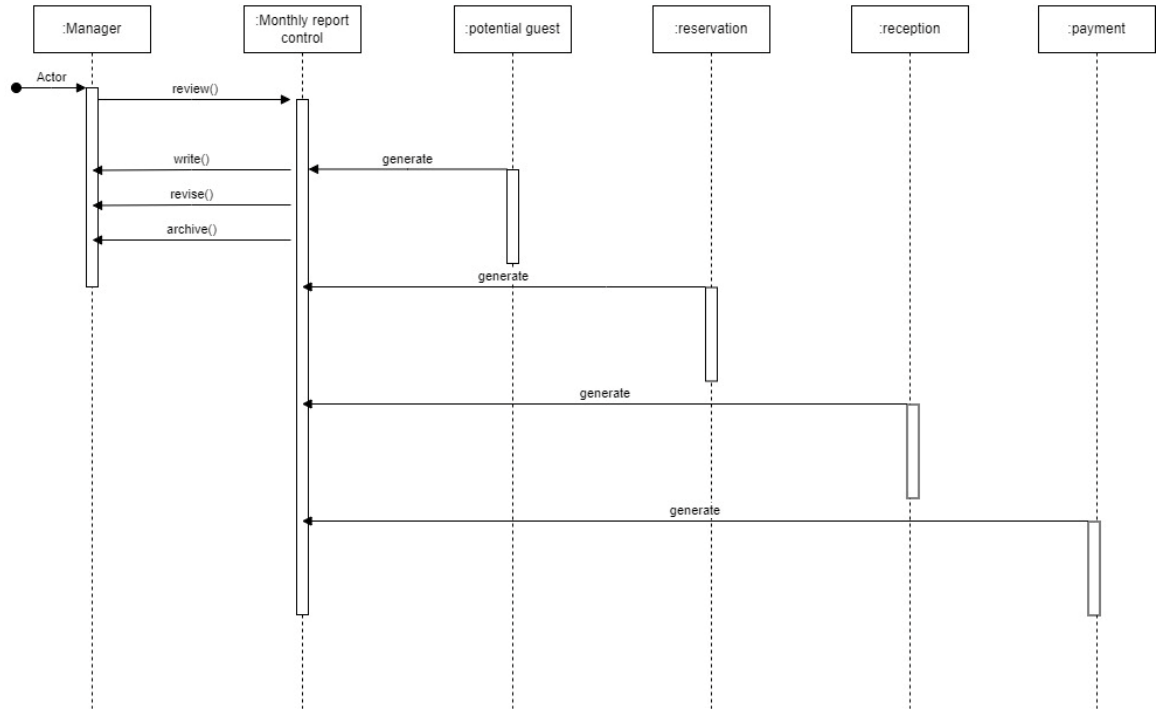 :Manager
:Monthly report
control
:potential guest
:reservation
:reception
:payment
Actor
review()
write()
generate
revise()
archive()
generate
generate
generate